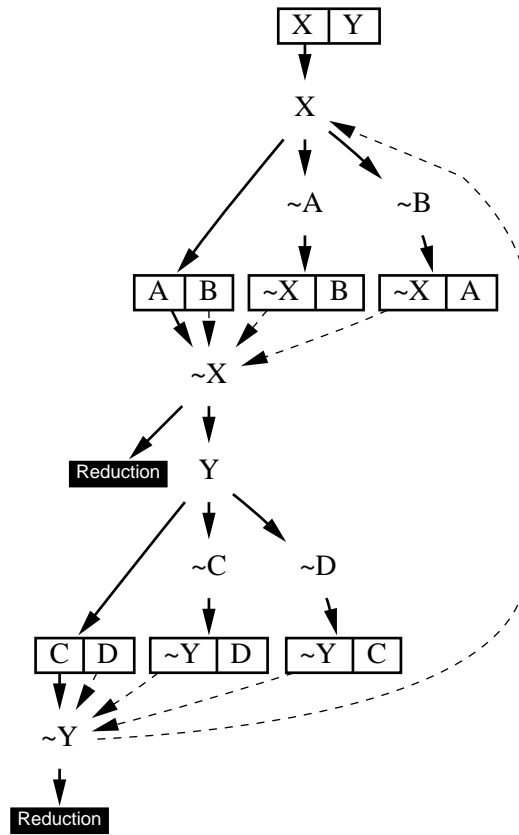 X Y
X
~A
~B
A B ~X B ~X A
~X
Reduction
Y
~C
~D
C D ~Y D ~Y C
~Y
Reduction